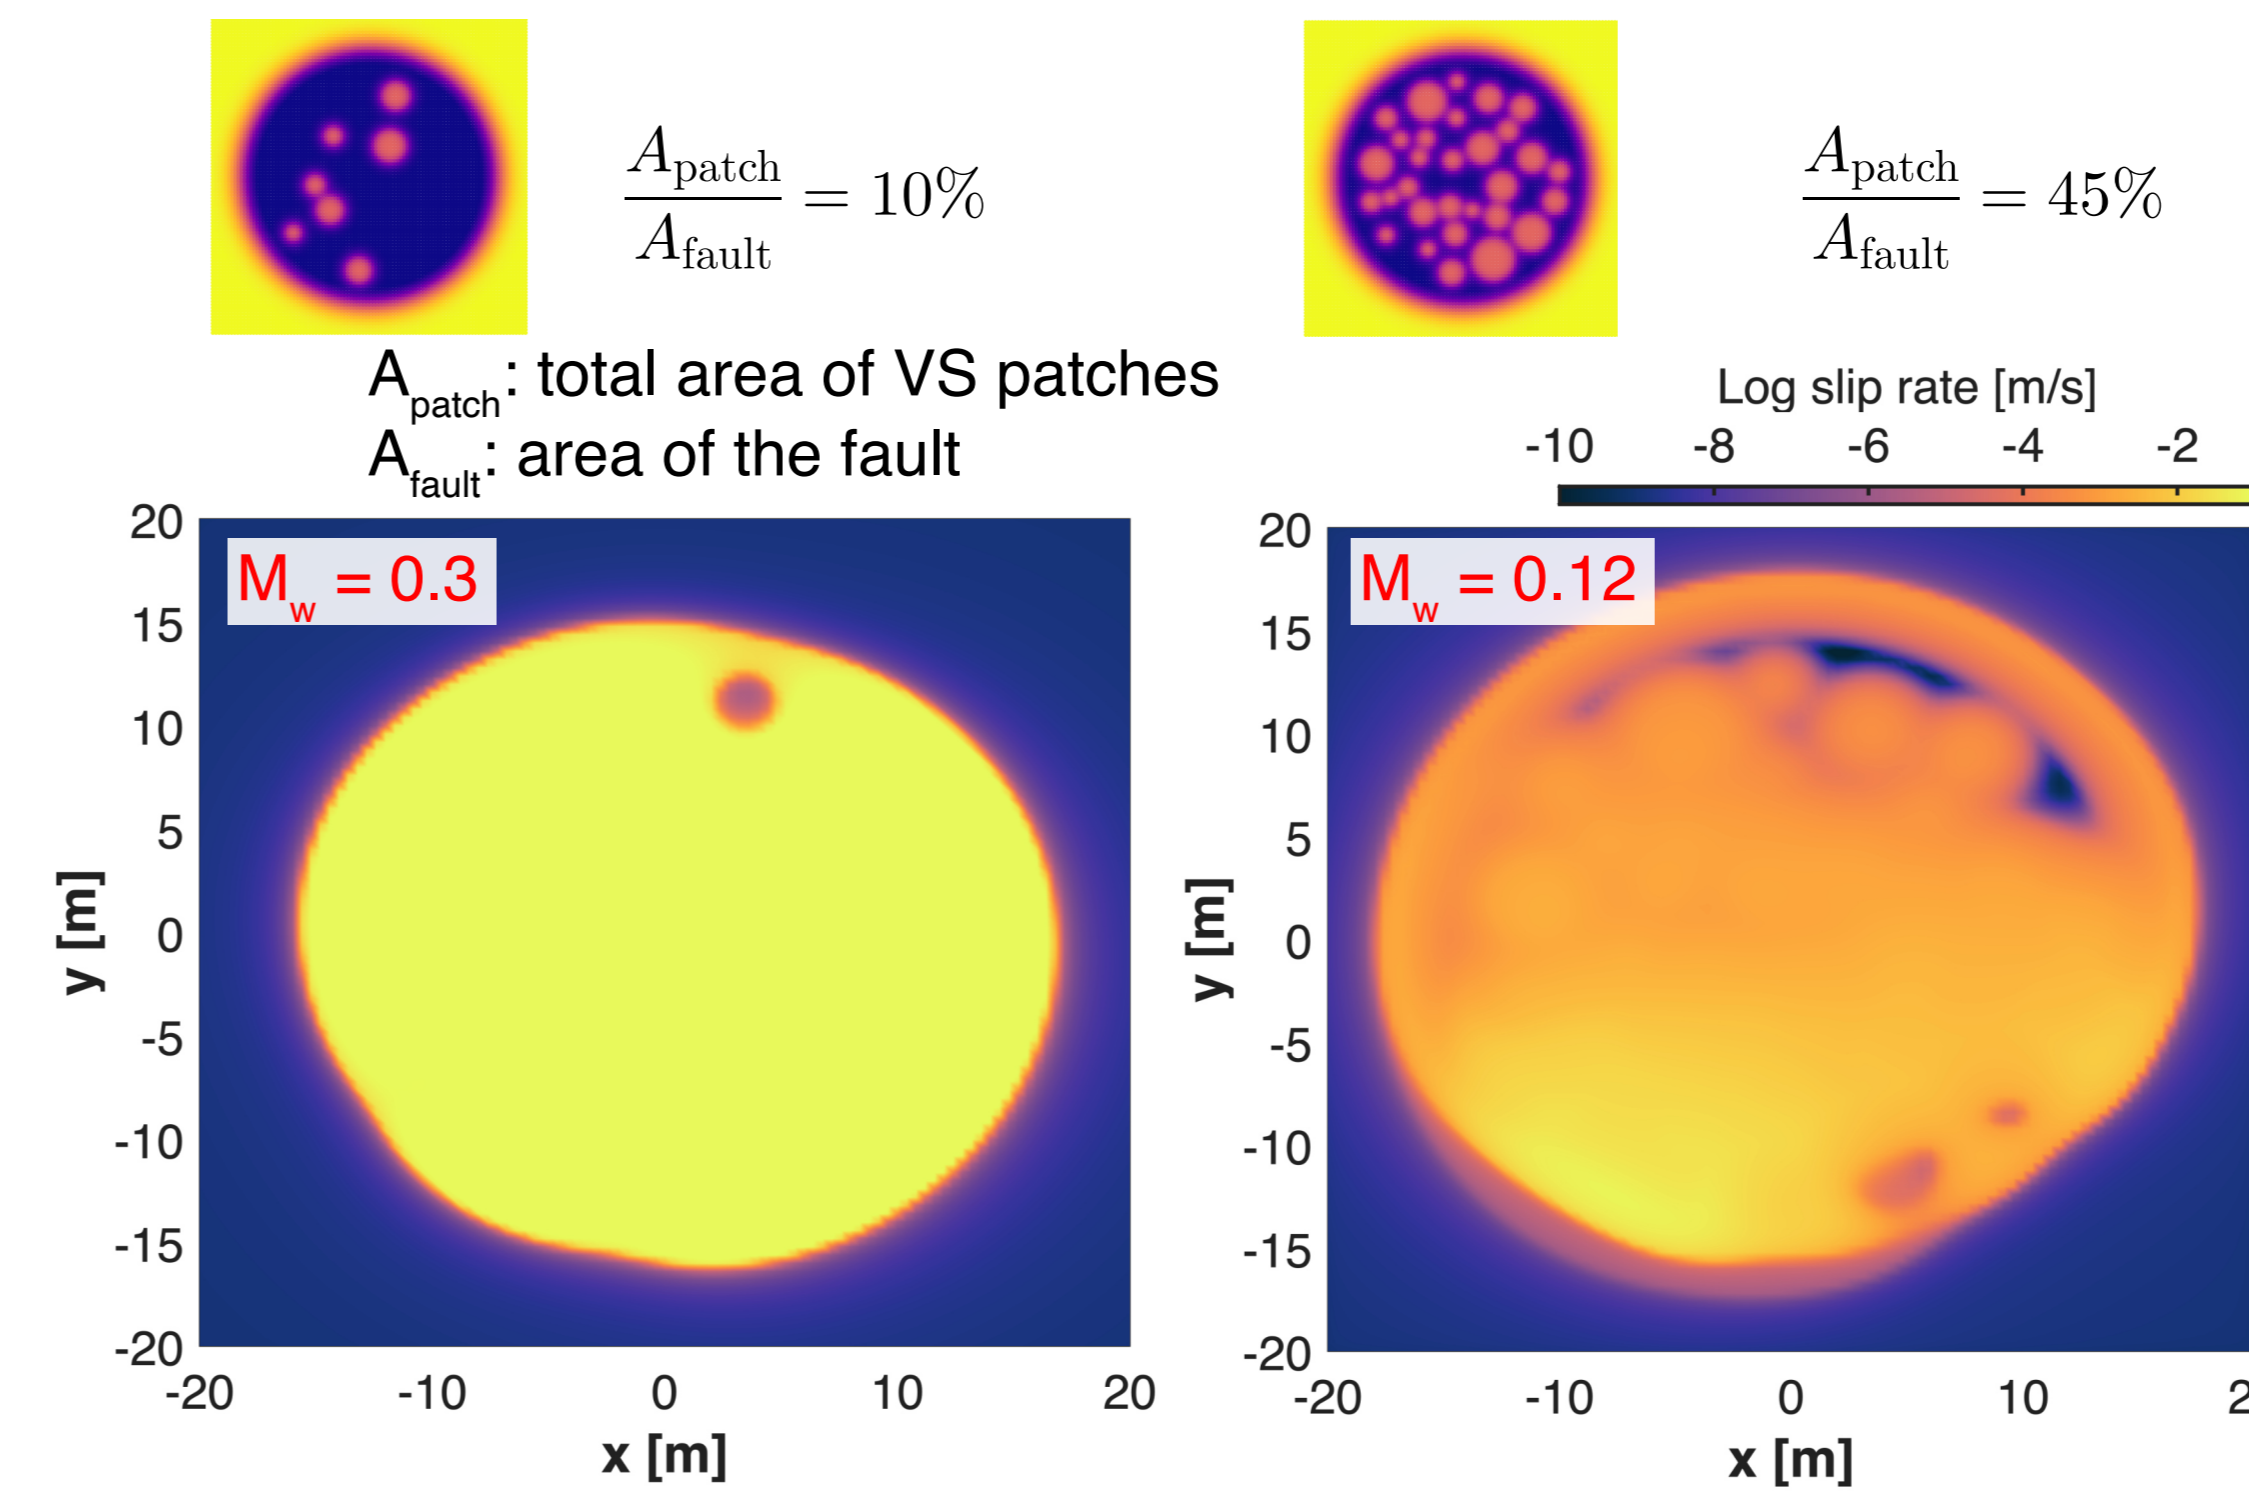 A_patch / A_fault = 10%
A_patch / A_fault = 45%
A_patch: total area of VS patches
A_fault: area of the fault
Log slip rate [m/s]
-10 -8 -6 -4 -2
M_w = 0.3
20
15
10
5
0
-5
-10
-15
-20
y [m]
-20 -10 0 10 20
x [m]
M_w = 0.12
20
15
10
5
0
-5
-10
-15
-20
y [m]
-20 -10 0 10
x [m]